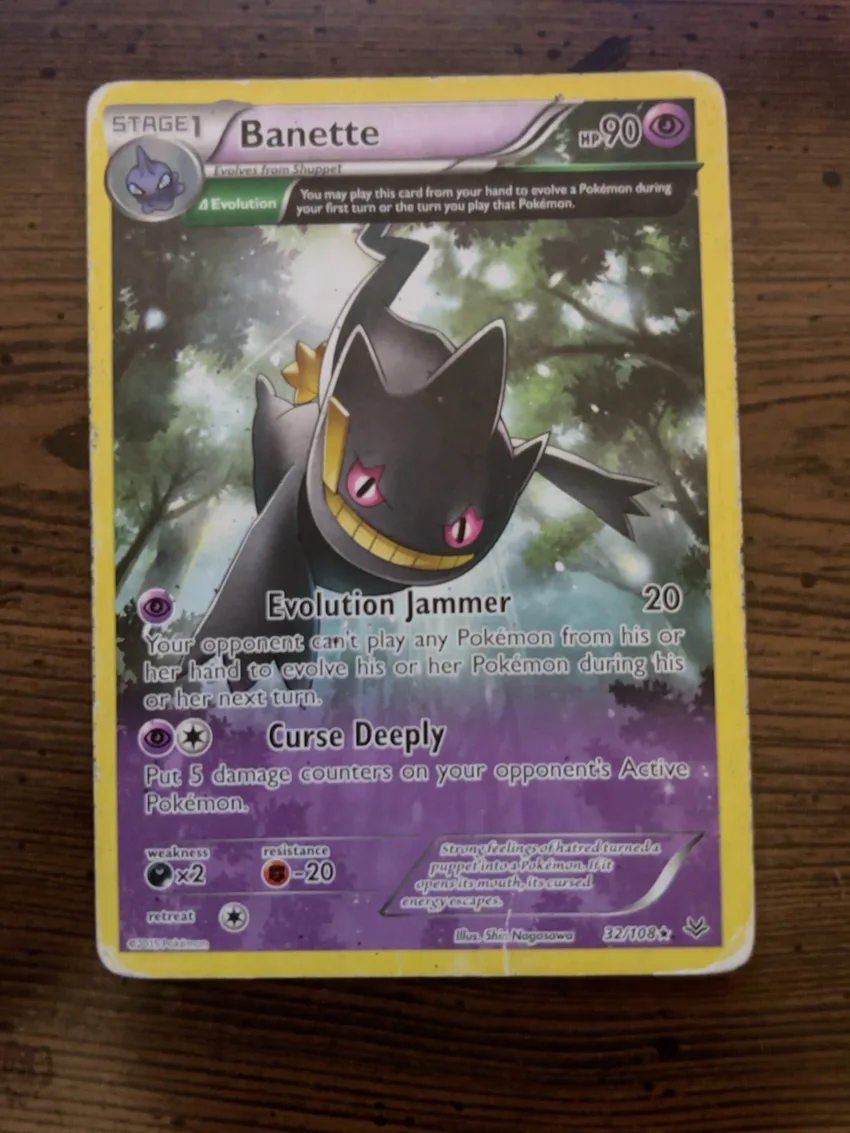 STAGE1 Banette HP90
Evolves from Shuppet
Δ Evolution
You may play this card from your hand to evolve a Pokémon during
your first turn or the turn you play that Pokémon.
Evolution Jammer 20
Your opponent can't play any Pokémon from his or
her hand to evolve his or her Pokémon during his
or her next turn.
Curse Deeply
Put 5 damage counters on your opponent's Active
Pokémon.
weakness resistance
x2 -20
retreat
Strong feelings of hatred turned a
puppet into a Pokémon. If it
opens its mouth, its cursed
energy escapes.
©2015 Pokémon Illus. Shin Nagasawa 32/108★